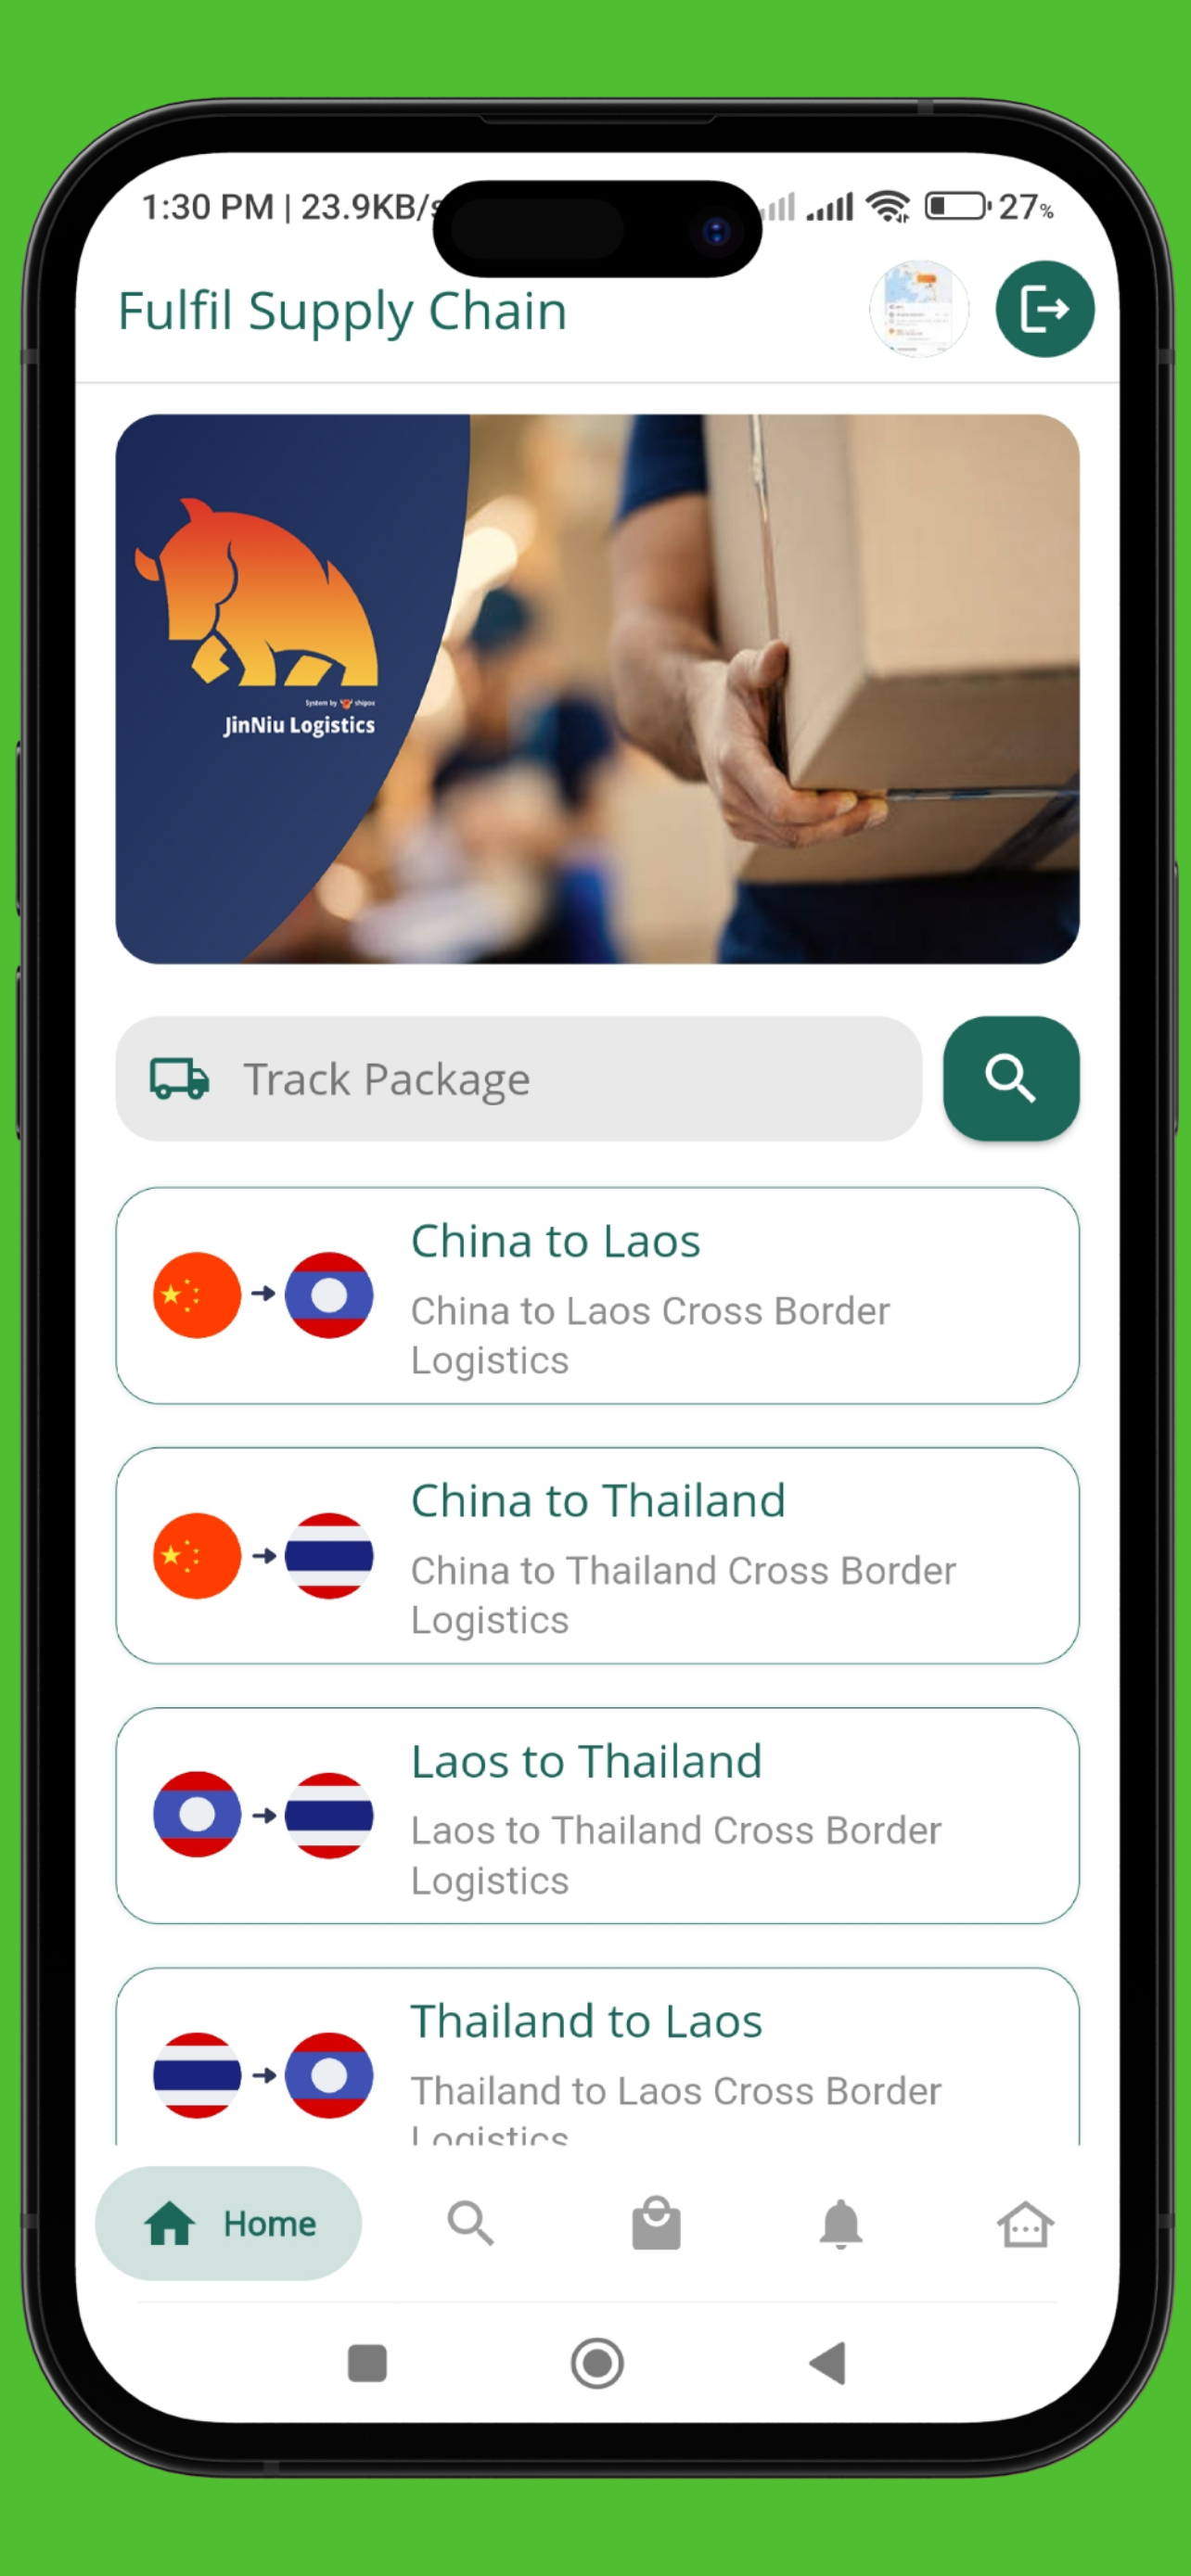 1:30 PM | 23.9KB/s
27%
Fulfil Supply Chain
System by shipox
JinNiu Logistics
Track Package
China to Laos
China to Laos Cross Border
Logistics
China to Thailand
China to Thailand Cross Border
Logistics
Laos to Thailand
Laos to Thailand Cross Border
Logistics
Thailand to Laos
Thailand to Laos Cross Border
Logistics
Home